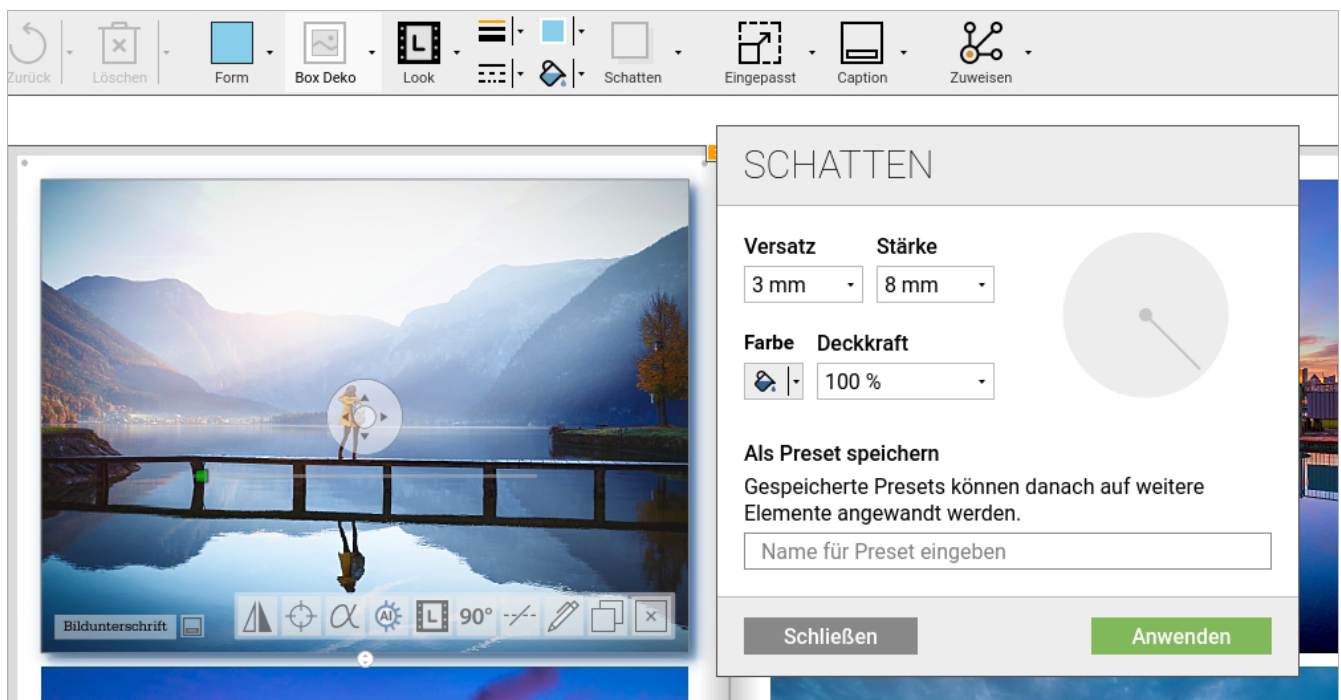 Zurück
Löschen
Form
Box Deko
L
Look
Schatten
Eingepasst
Caption
Zuweisen
SCHATTEN
Versatz
Stärke
3 mm
8 mm
Farbe
Deckkraft
100 %
Als Preset speichern
Gespeicherte Presets können danach auf weitere
Elemente angewandt werden.
Name für Preset eingeben
Schließen
Anwenden
Bildunterschrift
α
AI
L
90°